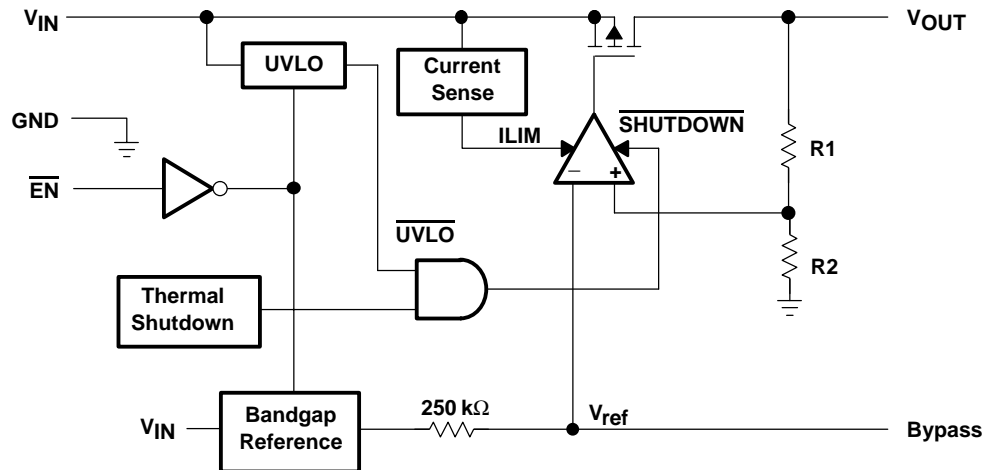 VIN
VOUT
UVLO
Current
Sense
SHUTDOWN
GND
ILIM
R1
EN
− +
UVLO
R2
Thermal
Shutdown
250 kΩ
VIN
Bandgap
Reference
Vref
Bypass